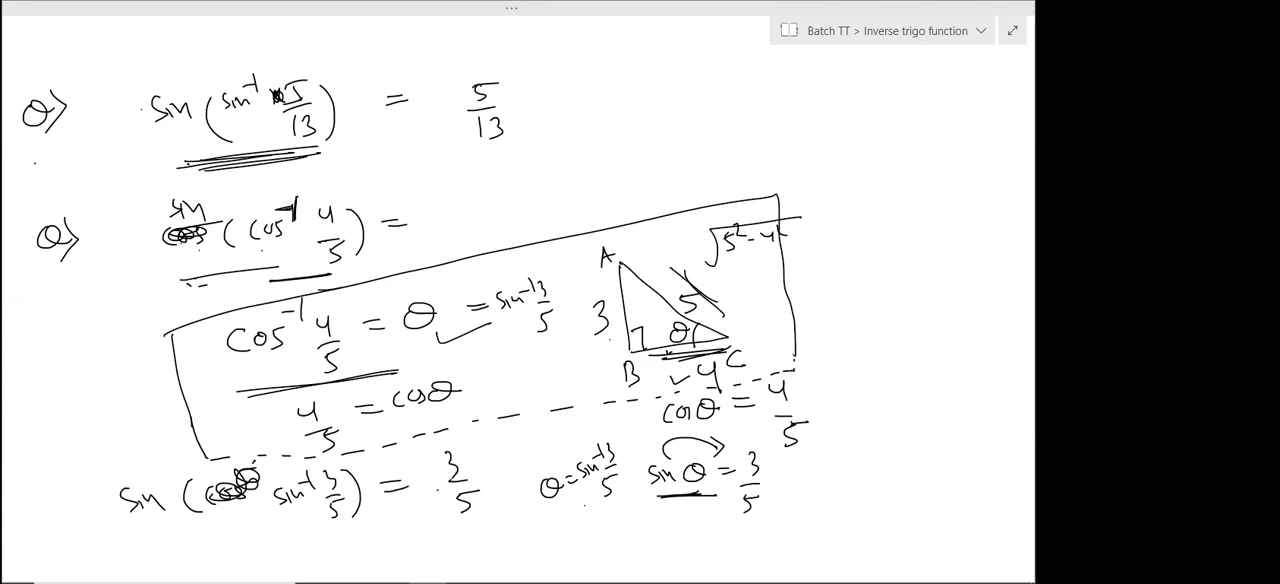 Batch TT > Inverse trigo function
Q> sin (sin⁻¹ 5/13) = 5/13
Q> sin (cos⁻¹ 4/5) =
√5²-4²
A
cos⁻¹ 4/5 = θ = sin⁻¹ 3/5
3 5 θ
B 4 C
4/5 = cosθ
cosθ = 4/5
sin (sin⁻¹ 3/5) = 3/5
θ = sin⁻¹ 3/5 sinθ = 3/5